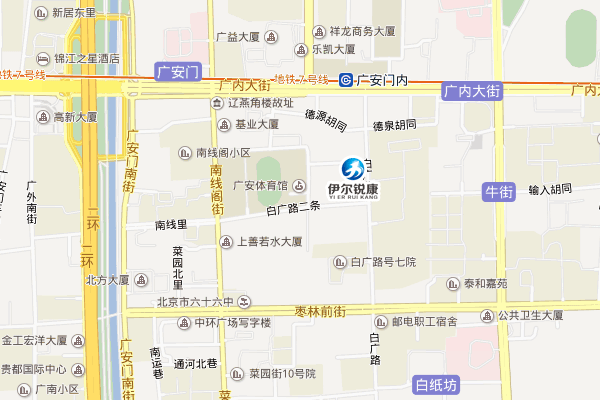 新居东里
锦江之星酒店
地铁7号线
高新大厦
广安门
广益大厦
祥龙商务大厦
乐凯大厦
广内大街
地铁7号线
广安门内
广内大街
广内大街
辽燕角楼故址
基业大厦
德源胡同
德泉胡同
南线阁小区
广安体育馆
白
伊尔锐康
YI ER RUI KANG
牛街
输入胡同
广安门南街
南线阁街
白广路二条
南线里
广外南街
二环
二环
菜园北里
上善若水大厦
北方大厦
白广路号七院
泰和嘉苑
北京市六十六中
枣林前街
中环广场写字楼
邮电职工宿舍
公共卫生大厦
金工宏洋大厦
贵都国际中心
广南小区
广安门南街
南运巷
通河北巷
菜园街10号院
白广路
白纸坊